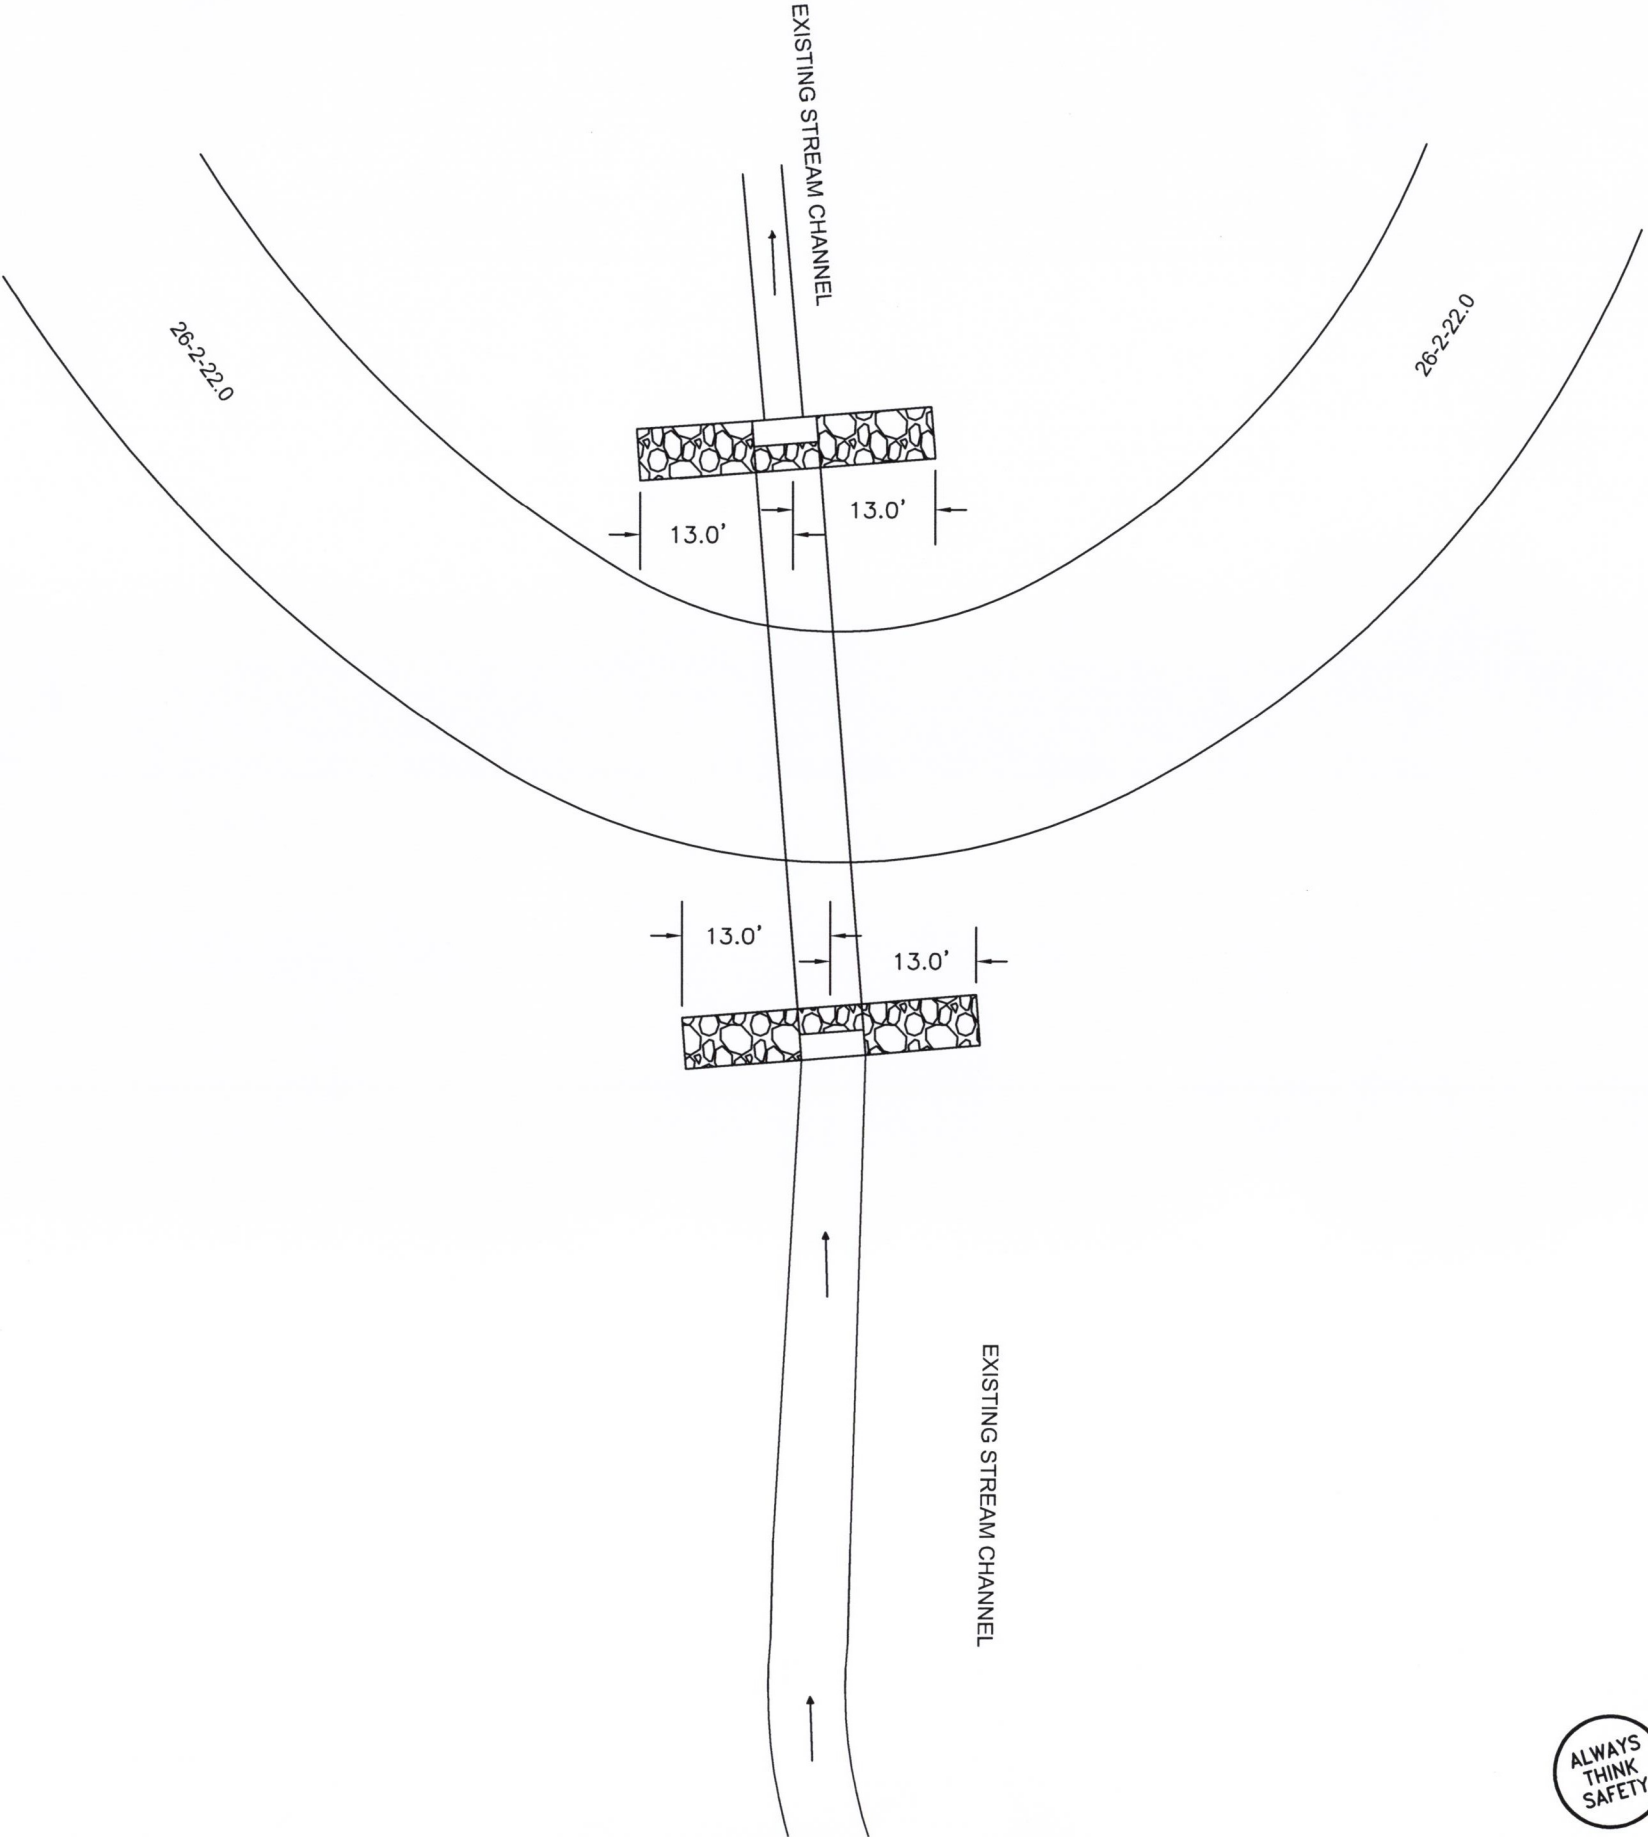 EXISTING STREAM CHANNEL
26-2-22.0
26-2-22.0
13.0'
13.0'
13.0'
13.0'
EXISTING STREAM CHANNEL
ALWAYS
THINK
SAFETY